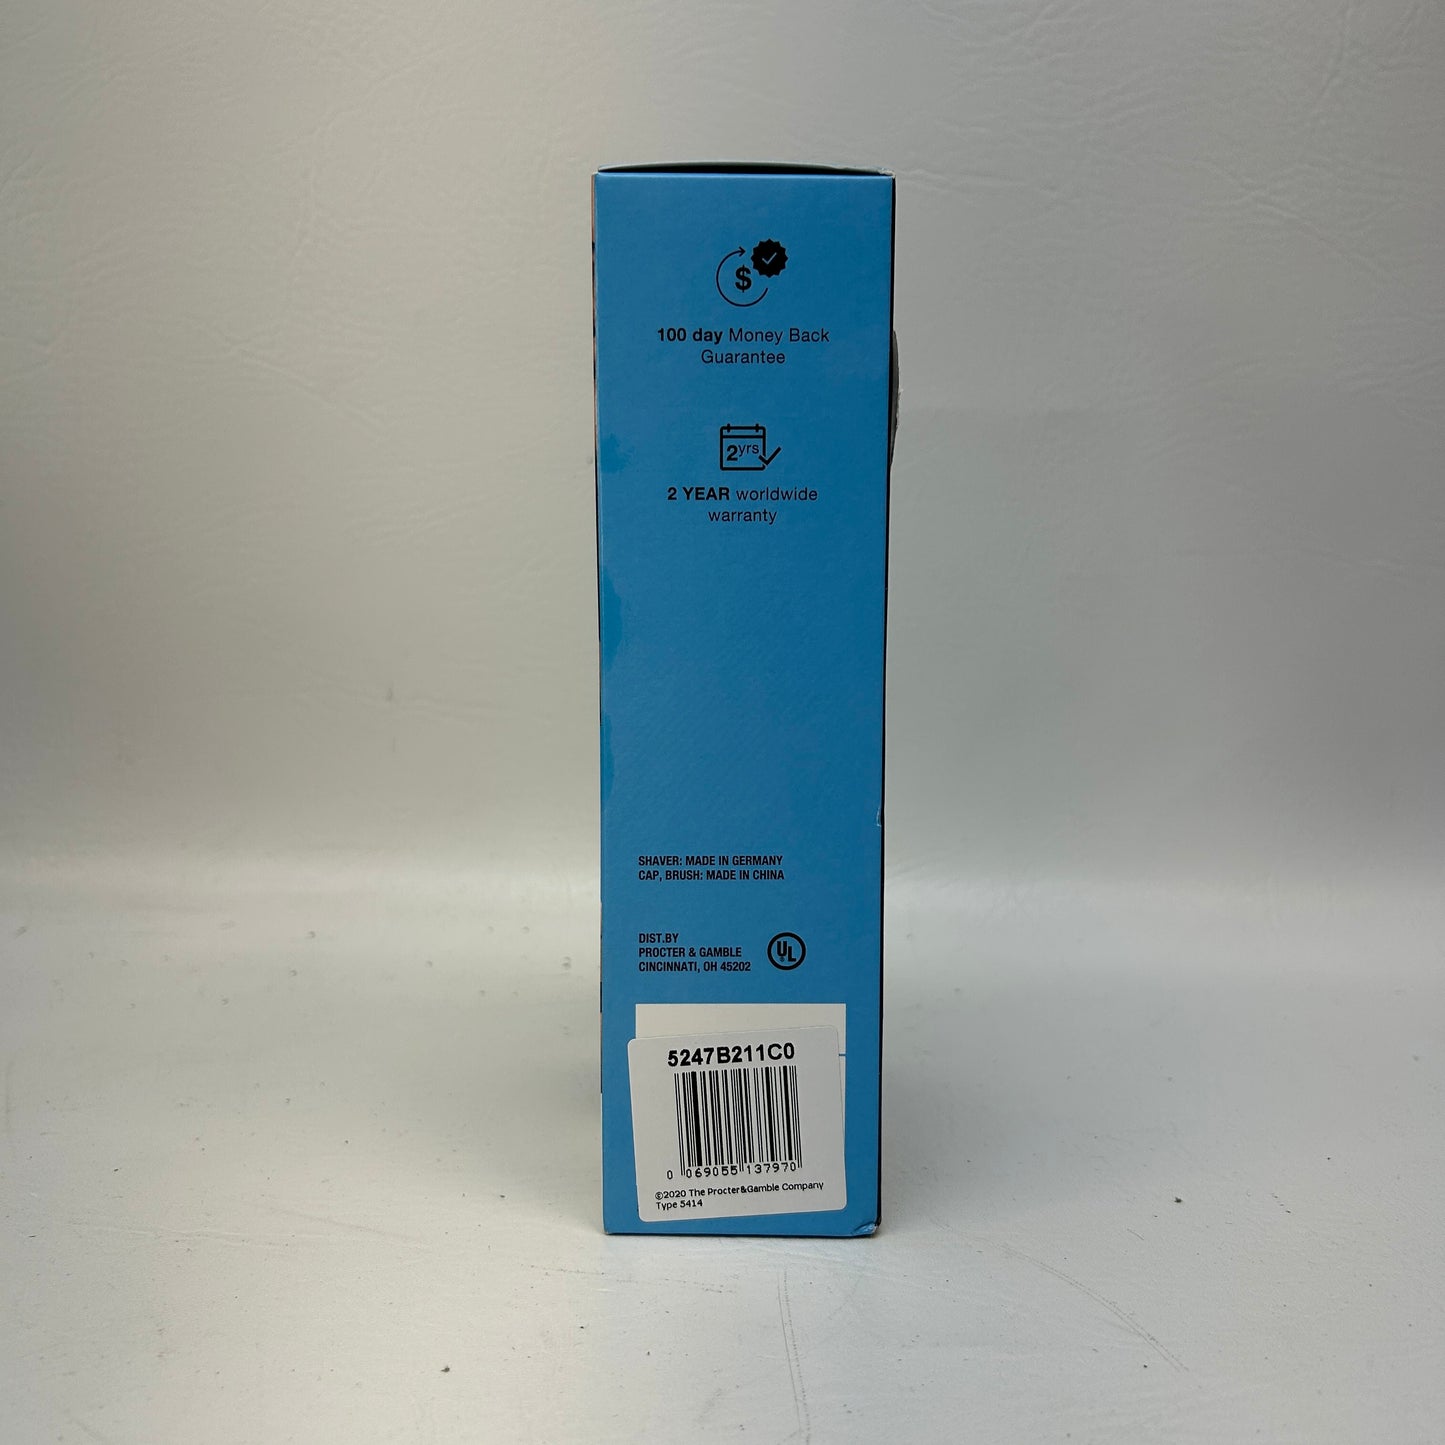 $
100 day Money Back
Guarantee
2yrs
2 YEAR worldwide
warranty
SHAVER: MADE IN GERMANY
CAP, BRUSH: MADE IN CHINA
DIST.BY
PROCTER & GAMBLE
CINCINNATI, OH 45202
UL
5247B211C0
0 069055 137970
©2020 The Procter&Gamble Company
Type 5414